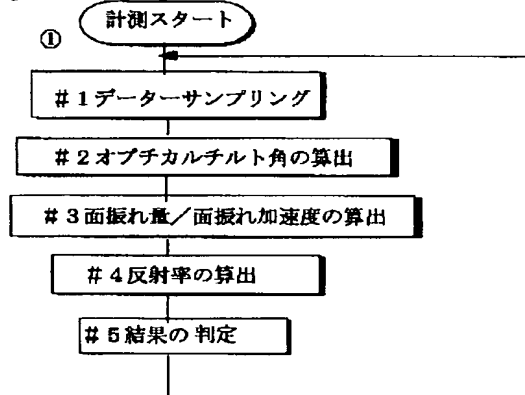 計測スタート
①
#1データーサンプリング
#2オプチカルチルト角の算出
#3面振れ量／面振れ加速度の算出
#4反射率の算出
#5結果の判定